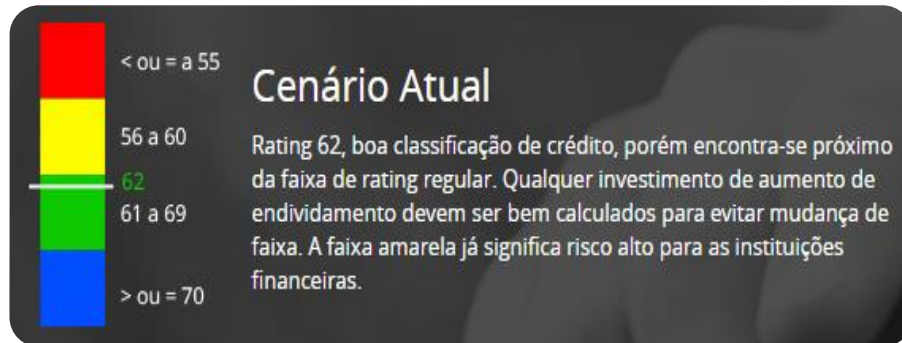 < ou = a 55
56 a 60
62
61 a 69
> ou = 70
Cenário Atual
Rating 62, boa classificação de crédito, porém encontra-se próximo
da faixa de rating regular. Qualquer investimento de aumento de
endividamento devem ser bem calculados para evitar mudança de
faixa. A faixa amarela já significa risco alto para as instituições
financeiras.